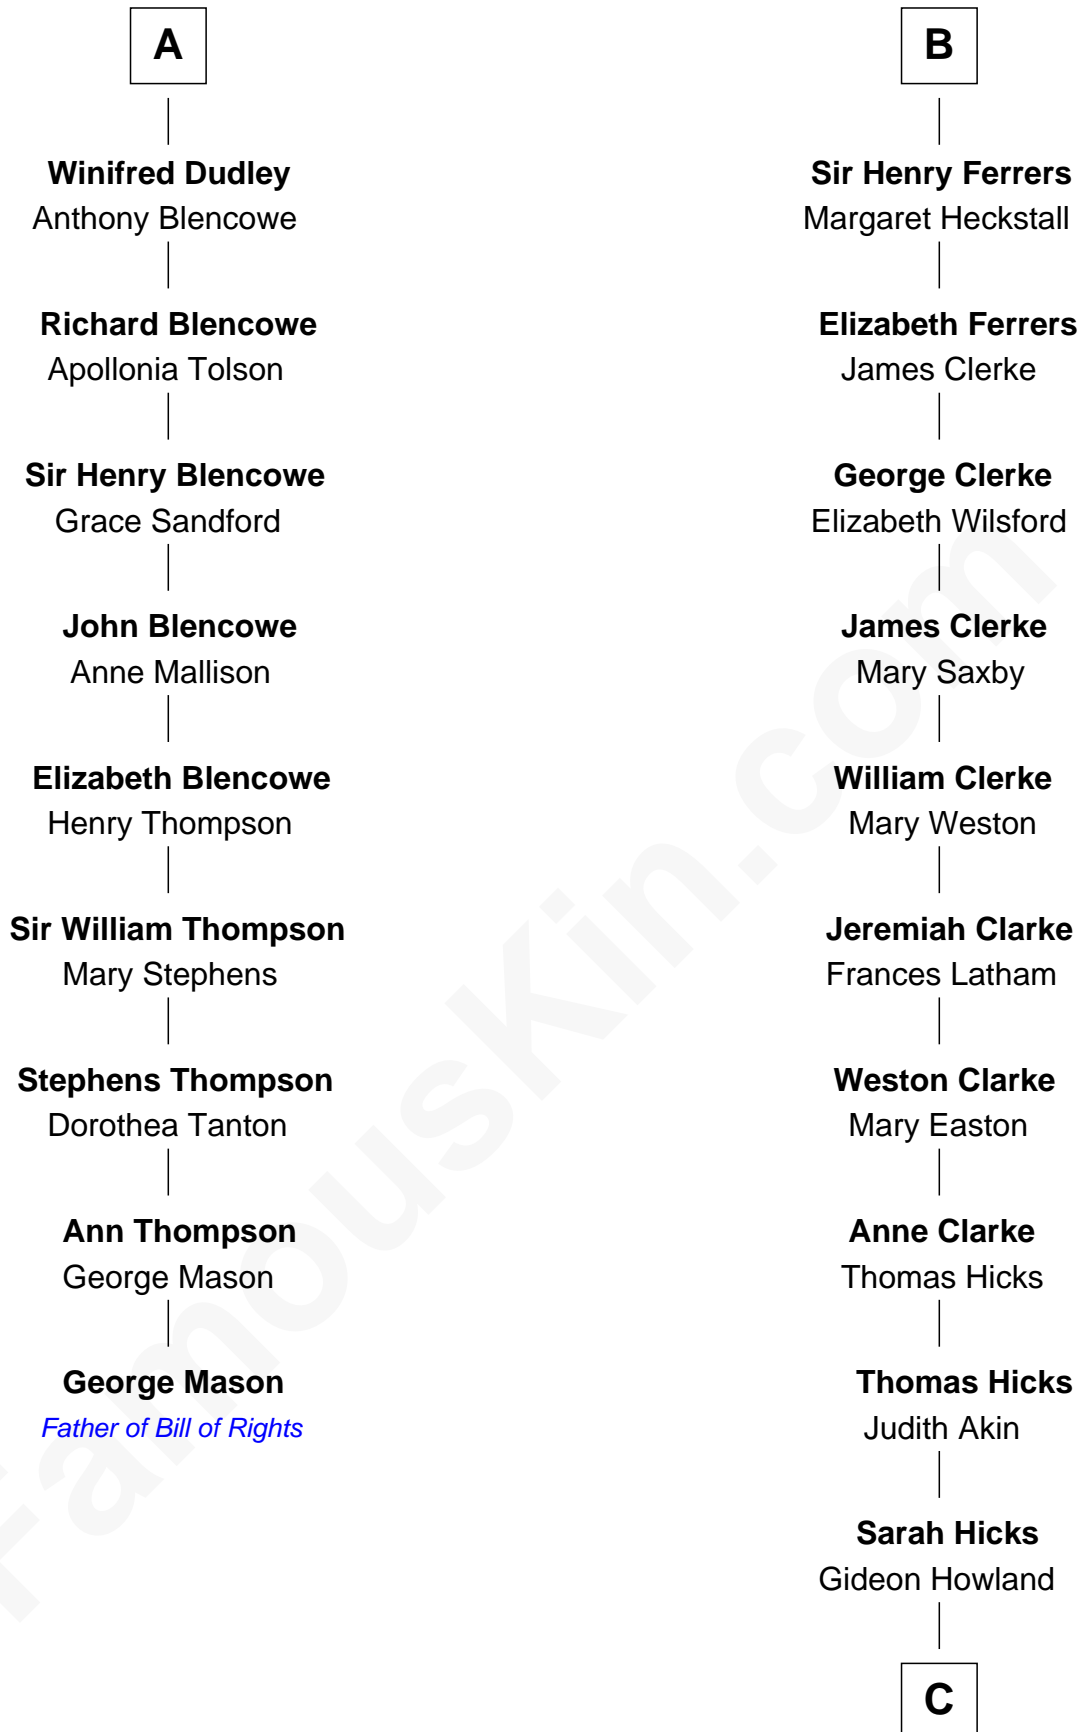 A
Winifred Dudley
Anthony Blencowe
Richard Blencowe
Apollonia Tolson
Sir Henry Blencowe
Grace Sandford
John Blencowe
Anne Mallison
Elizabeth Blencowe
Henry Thompson
Sir William Thompson
Mary Stephens
Stephens Thompson
Dorothea Tanton
Ann Thompson
George Mason
George Mason
Father of Bill of Rights
B
Sir Henry Ferrers
Margaret Heckstall
Elizabeth Ferrers
James Clerke
George Clerke
Elizabeth Wilsford
James Clerke
Mary Saxby
William Clerke
Mary Weston
Jeremiah Clarke
Frances Latham
Weston Clarke
Mary Easton
Anne Clarke
Thomas Hicks
Thomas Hicks
Judith Akin
Sarah Hicks
Gideon Howland
C
FamousKin.com